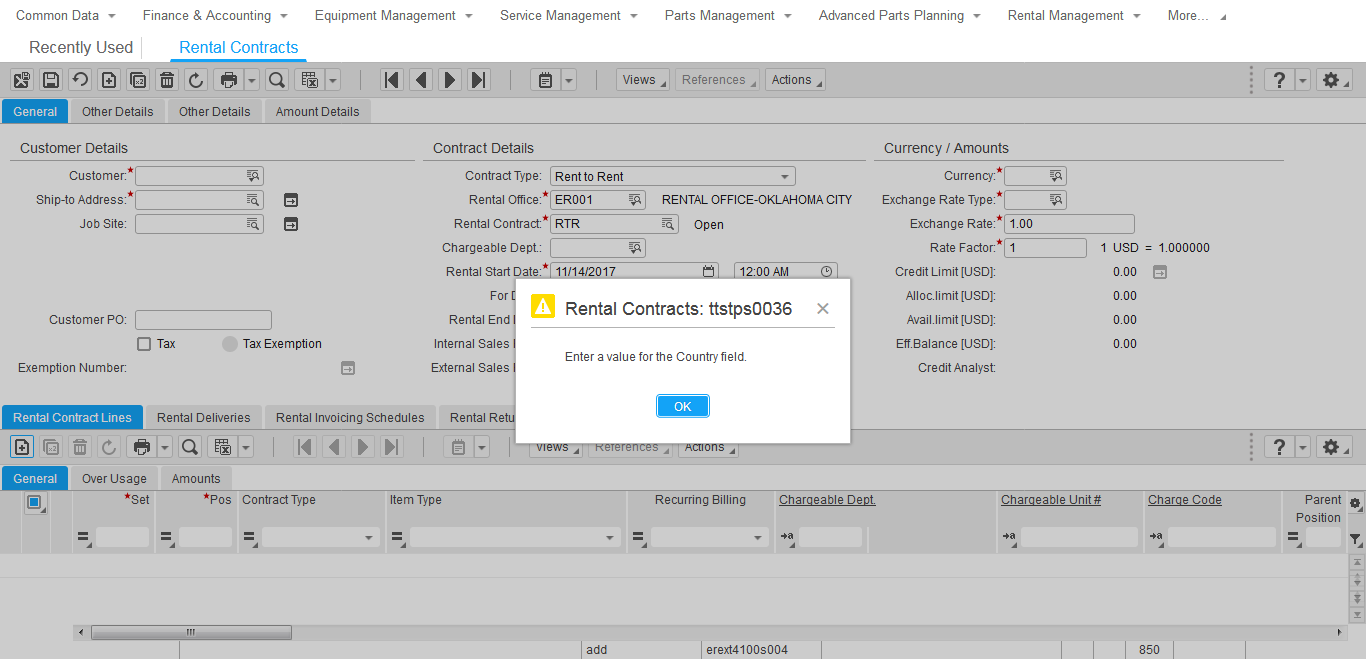 Common Data Finance & Accounting Equipment Management Service Management Parts Management Advanced Parts Planning Rental Management More...
Recently Used Rental Contracts
Views References Actions ?
General Other Details Other Details Amount Details
Customer Details Contract Details Currency / Amounts
Customer:* Contract Type: Rent to Rent Currency:*
Ship-to Address:* Rental Office:* ER001 RENTAL OFFICE-OKLAHOMA CITY Exchange Rate Type:*
Job Site: Rental Contract:* RTR Open Exchange Rate:* 1.00
Chargeable Dept.: Rate Factor:* 1 1 USD = 1.000000
Rental Start Date:* 11/14/2017 12:00 AM Credit Limit [USD]: 0.00
For D Alloc.limit [USD]: 0.00
Rental Contracts: ttstps0036
Customer PO: Rental End Avail.limit [USD]: 0.00
Tax Tax Exemption Internal Sales Eff.Balance [USD]: 0.00
Enter a value for the Country field.
Exemption Number: External Sales Credit Analyst:
OK
Rental Contract Lines Rental Deliveries Rental Invoicing Schedules Rental Retu
Views References Actions ?
General Over Usage Amounts
*Set *Pos Contract Type Item Type Recurring Billing Chargeable Dept. Chargeable Unit # Charge Code Parent
Position
add erext4100s004 850